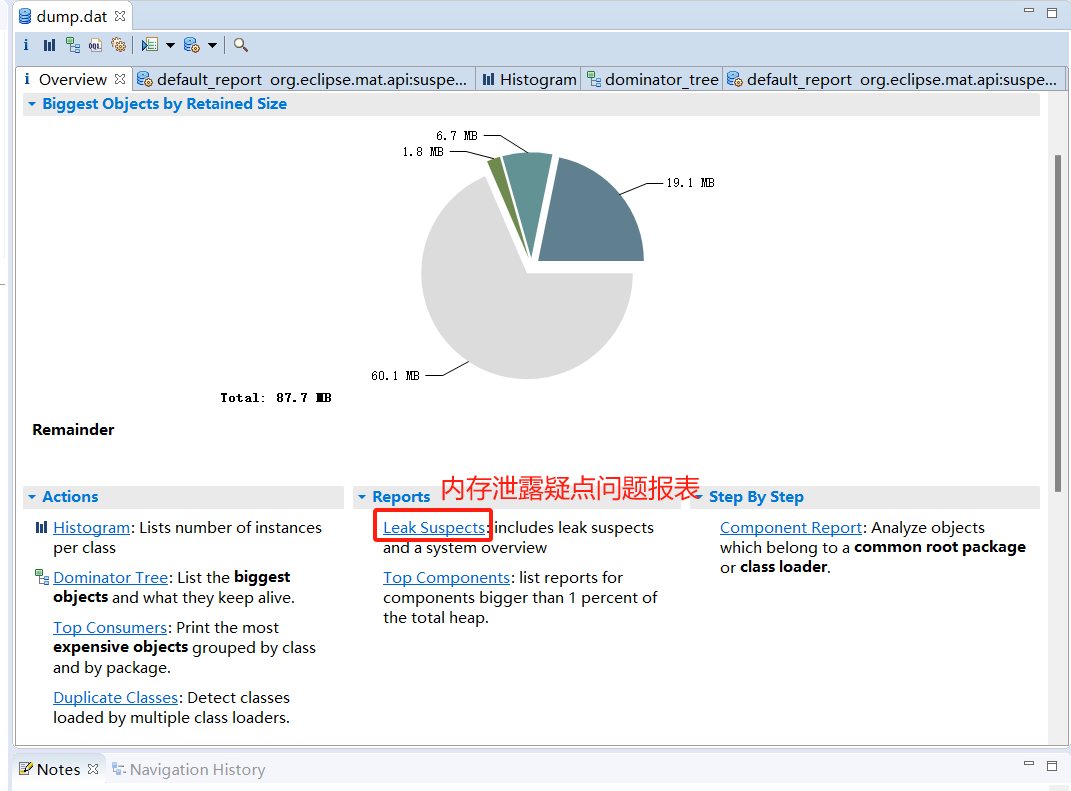 dump.dat
i OQL
i Overview
default_report org.eclipse.mat.api:suspe...
Histogram
dominator_tree
default_report org.eclipse.mat.api:suspe...
Biggest Objects by Retained Size
6.7 MB
1.8 MB
19.1 MB
60.1 MB
Total: 87.7 MB
Remainder
Actions
Histogram: Lists number of instances
per class
Dominator Tree: List the biggest
objects and what they keep alive.
Top Consumers: Print the most
expensive objects grouped by class
and by package.
Duplicate Classes: Detect classes
loaded by multiple class loaders.
Reports
内存泄露疑点问题报表
Leak Suspects: includes leak suspects
and a system overview
Top Components: list reports for
components bigger than 1 percent of
the total heap.
Step By Step
Component Report: Analyze objects
which belong to a common root package
or class loader.
Notes
Navigation History